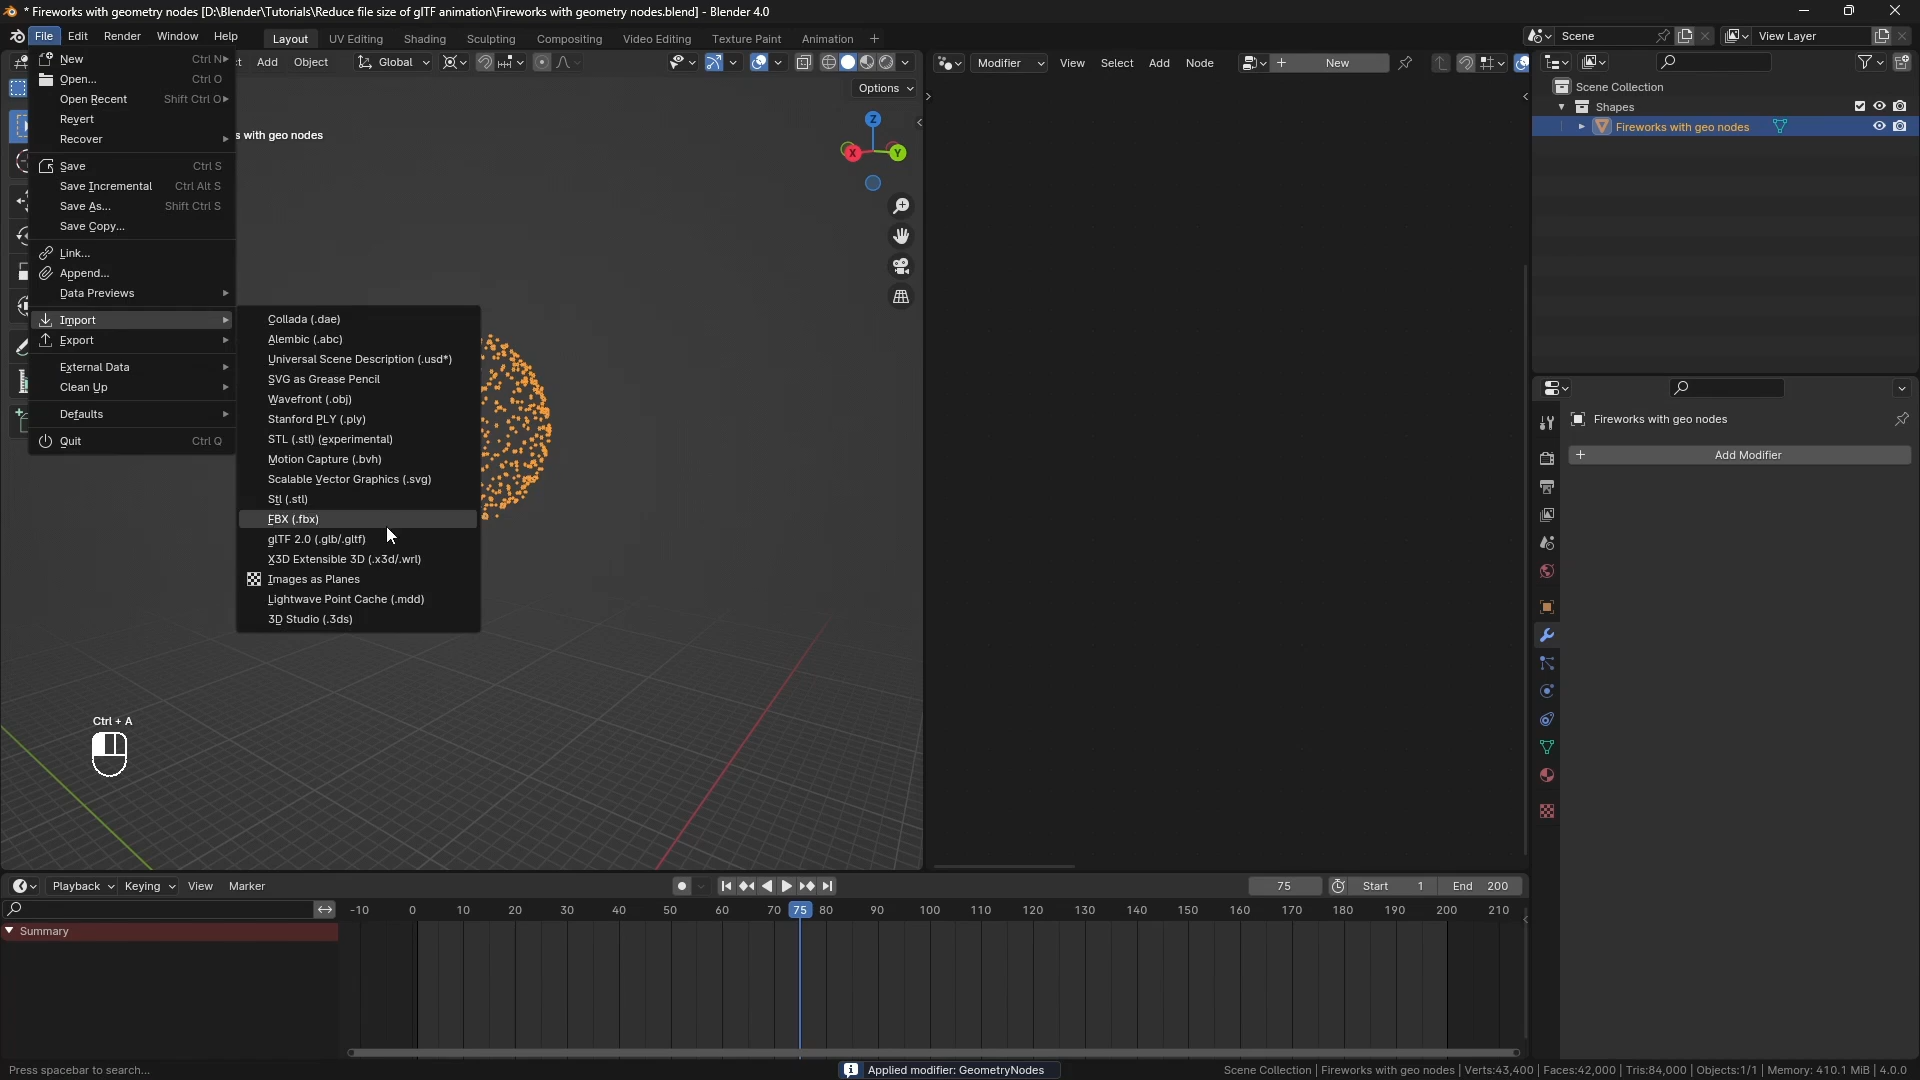 * Fireworks with geometry nodes [D:\Blender\Tutorials\Reduce file size of glTF animation\Fireworks with geometry nodes.blend] - Blender 4.0
File Edit Render Window Help Layout UV Editing Shading Sculpting Compositing Video Editing Texture Paint Animation + Scene View Layer
New Ctrl N
Open... Ctrl O
Open Recent Shift Ctrl O
Revert
Recover
Save Ctrl S
Save Incremental Ctrl Alt S
Save As... Shift Ctrl S
Save Copy...
Link...
Append...
Data Previews
Import
Export
External Data
Clean Up
Defaults
Quit Ctrl Q
Collada (.dae)
Alembic (.abc)
Universal Scene Description (.usd*)
SVG as Grease Pencil
Wavefront (.obj)
Stanford PLY (.ply)
STL (.stl) (experimental)
Motion Capture (.bvh)
Scalable Vector Graphics (.svg)
Stl (.stl)
FBX (.fbx)
glTF 2.0 (.glb/.gltf)
X3D Extensible 3D (.x3d/.wrl)
Images as Planes
Lightwave Point Cache (.mdd)
3D Studio (.3ds)
t Add Object Global
Options
s with geo nodes
Z
X Y
Ctrl + A
Modifier View Select Add Node + New
Scene Collection
Shapes
Fireworks with geo nodes
Fireworks with geo nodes
+ Add Modifier
Playback Keying View Marker 75 Start 1 End 200
-10 0 10 20 30 40 50 60 70 75 80 90 100 110 120 130 140 150 160 170 180 190 200 210
Summary
Press spacebar to search... Applied modifier: GeometryNodes Scene Collection | Fireworks with geo nodes | Verts:43,400 | Faces:42,000 | Tris:84,000 | Objects:1/1 | Memory: 410.1 MiB | 4.0.0